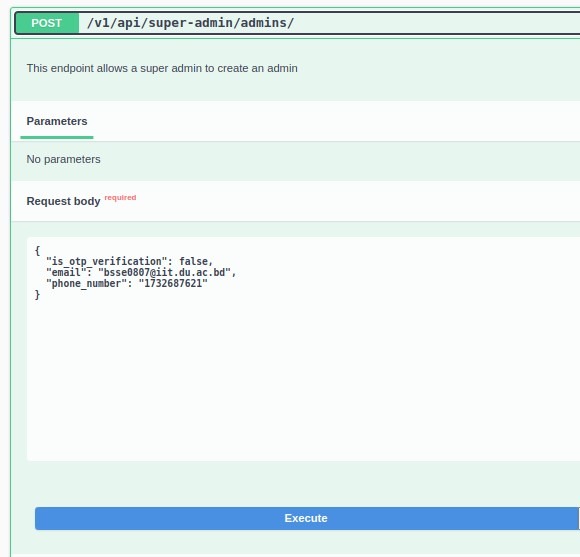 POST /v1/api/super-admin/admins/
This endpoint allows a super admin to create an admin
Parameters
No parameters
Request body required
{
  "is_otp_verification": false,
  "email": "bsse0807@iit.du.ac.bd",
  "phone_number": "1732687621"
}
Execute